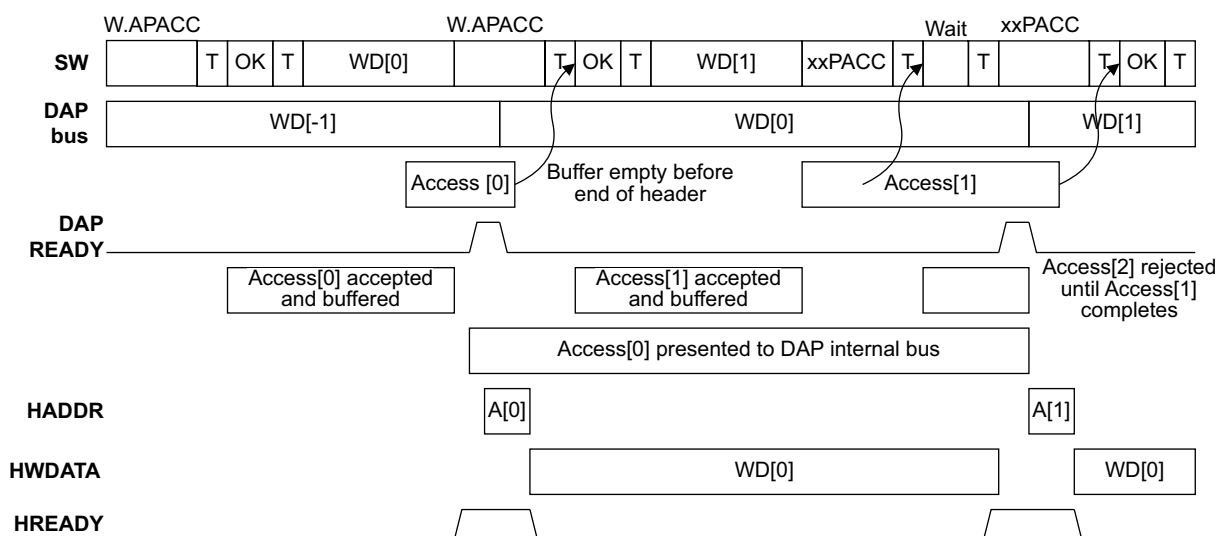 W.APACC W.APACC Wait xxPACC
SW T OK T WD[0] T OK T WD[1] xxPACC T T T OK T
DAP
bus
WD[-1] WD[0] WD[1]
Access [0]
Buffer empty before
end of header
Access[1]
DAP
READY
Access[0] accepted
and buffered
Access[1] accepted
and buffered
Access[2] rejected
until Access[1]
completes
Access[0] presented to DAP internal bus
HADDR A[0] A[1]
HWDATA WD[0] WD[0]
HREADY